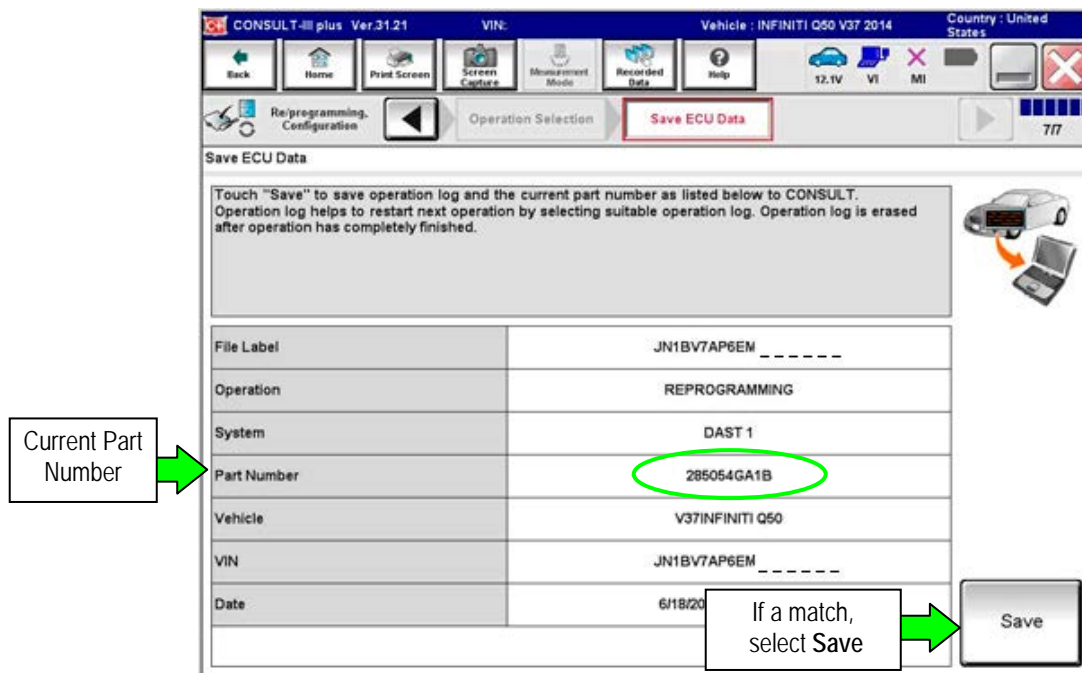 CONSULT-III plus Ver.31.21 VIN: Vehicle : INFINITI Q50 V37 2014 Country : United States
Back Home Print Screen Screen Capture Measurement Mode Recorded Data Help 12.1V VI MI
Re/programming, Configuration Operation Selection Save ECU Data 7/7
Save ECU Data
Touch "Save" to save operation log and the current part number as listed below to CONSULT.
Operation log helps to restart next operation by selecting suitable operation log. Operation log is erased
after operation has completely finished.
File Label JN1BV7AP6EM _ _ _ _ _ _
Operation REPROGRAMMING
System DAST 1
Current Part
Number
Part Number 285054GA1B
Vehicle V37INFINITI Q50
VIN JN1BV7AP6EM _ _ _ _ _ _
Date 6/18/20
If a match,
select Save
Save